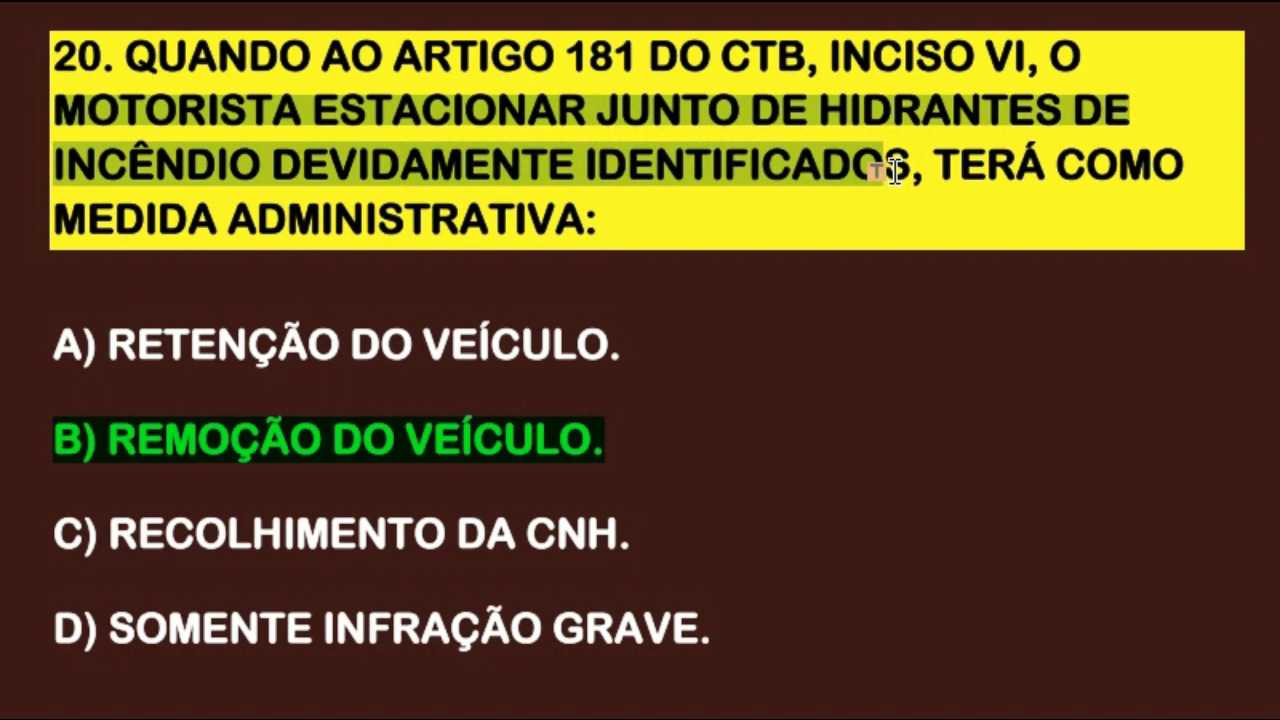 20. QUANDO AO ARTIGO 181 DO CTB, INCISO VI, O
MOTORISTA ESTACIONAR JUNTO DE HIDRANTES DE
INCÊNDIO DEVIDAMENTE IDENTIFICADOS, TERÁ COMO
MEDIDA ADMINISTRATIVA:
A) RETENÇÃO DO VEÍCULO.
B) REMOÇÃO DO VEÍCULO.
C) RECOLHIMENTO DA CNH.
D) SOMENTE INFRAÇÃO GRAVE.